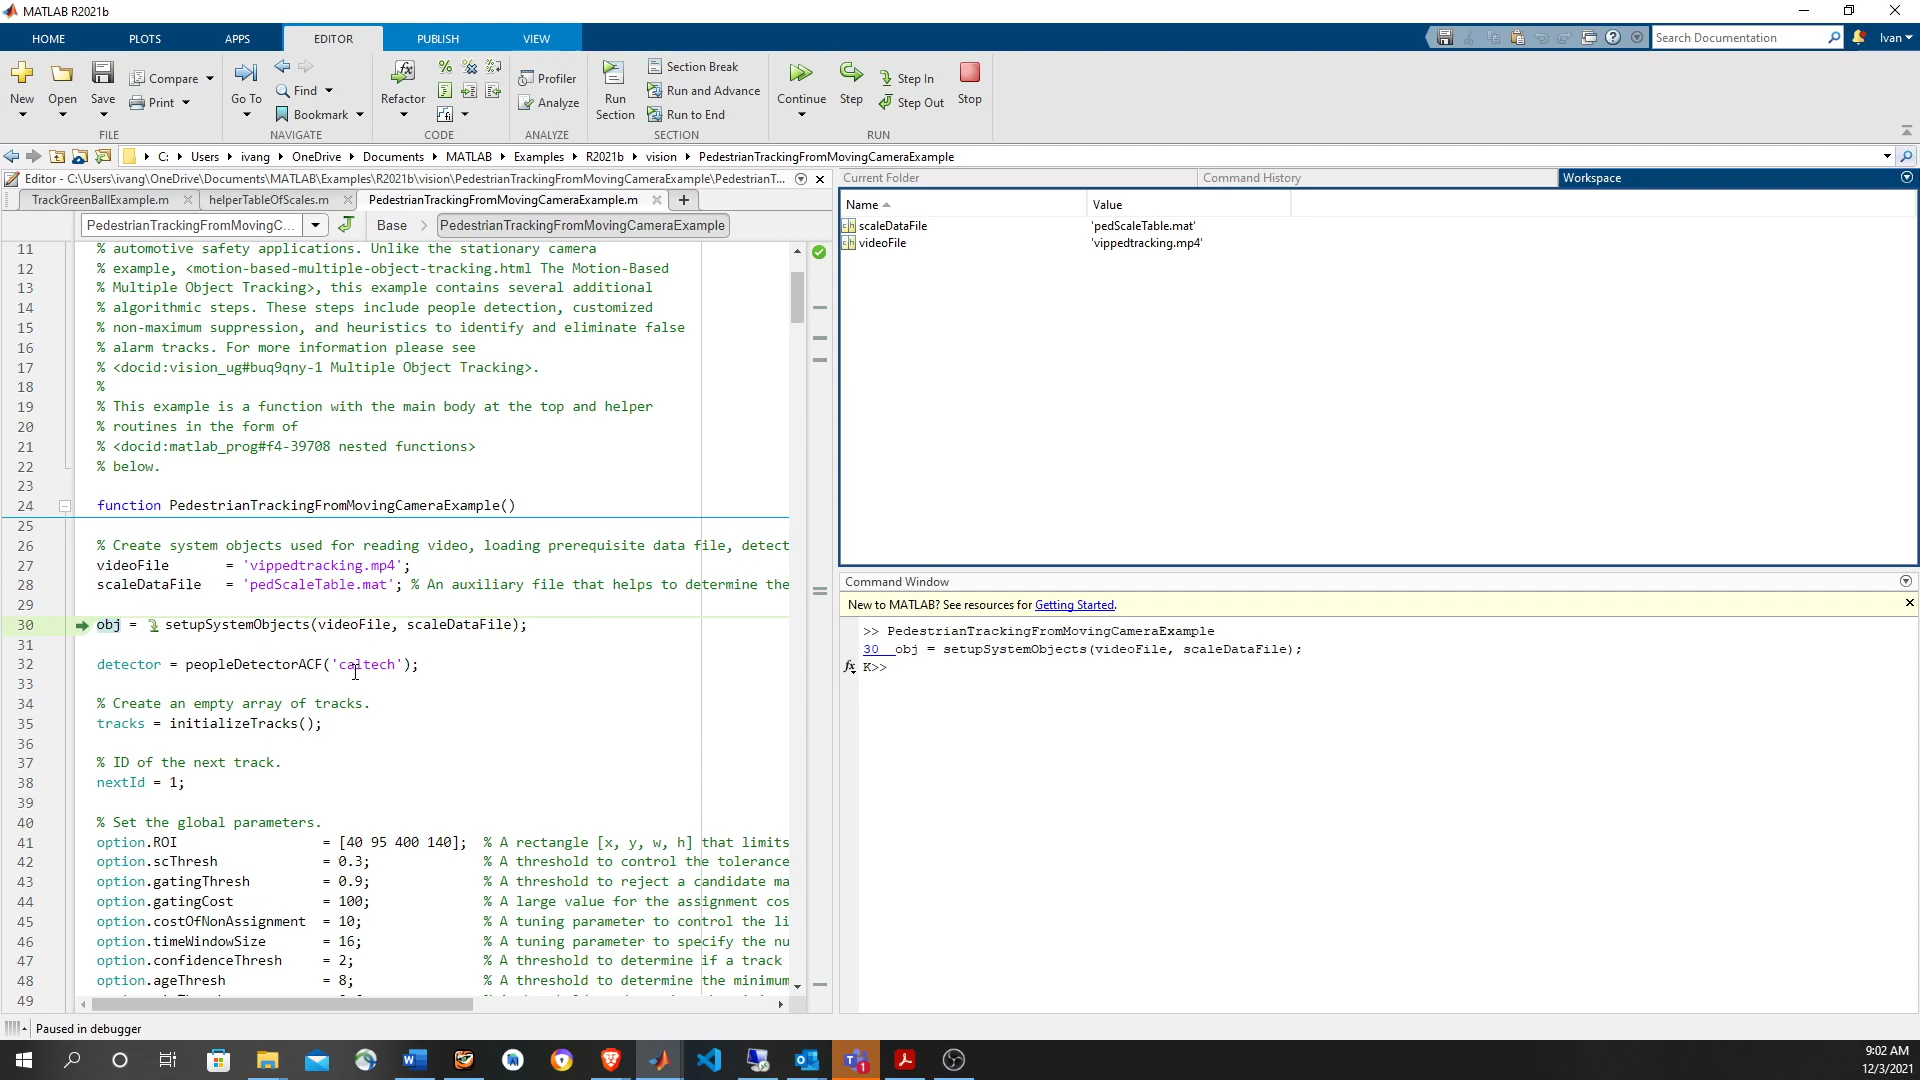 MATLAB R2021b
HOME PLOTS APPS EDITOR PUBLISH VIEW Search Documentation Ivan
New Open Save Compare Print Go To Find Bookmark Refactor Profiler Analyze Run Section Section Break Run and Advance Run to End Continue Step Step In Step Out Stop
FILE NAVIGATE CODE ANALYZE SECTION RUN
C: Users ivang OneDrive Documents MATLAB Examples R2021b vision PedestrianTrackingFromMovingCameraExample
Editor - C:\Users\ivang\OneDrive\Documents\MATLAB\Examples\R2021b\vision\PedestrianTrackingFromMovingCameraExample\PedestrianT...
TrackGreenBallExample.m helperTableOfScales.m PedestrianTrackingFromMovingCameraExample.m
PedestrianTrackingFromMovingC... Base PedestrianTrackingFromMovingCameraExample
11 % automotive safety applications. Unlike the stationary camera
12 % example, <motion-based-multiple-object-tracking.html The Motion-Based
13 % Multiple Object Tracking>, this example contains several additional
14 % algorithmic steps. These steps include people detection, customized
15 % non-maximum suppression, and heuristics to identify and eliminate false
16 % alarm tracks. For more information please see
17 % <docid:vision_ug#buq9qny-1 Multiple Object Tracking>.
18 %
19 % This example is a function with the main body at the top and helper
20 % routines in the form of
21 % <docid:matlab_prog#f4-39708 nested functions>
22 % below.
23
24 function PedestrianTrackingFromMovingCameraExample()
25
26 % Create system objects used for reading video, loading prerequisite data file, detect
27 videoFile = 'vippedtracking.mp4';
28 scaleDataFile = 'pedScaleTable.mat'; % An auxiliary file that helps to determine the
29
30 obj = setupSystemObjects(videoFile, scaleDataFile);
31
32 detector = peopleDetectorACF('caltech');
33
34 % Create an empty array of tracks.
35 tracks = initializeTracks();
36
37 % ID of the next track.
38 nextId = 1;
39
40 % Set the global parameters.
41 option.ROI = [40 95 400 140]; % A rectangle [x, y, w, h] that limits
42 option.scThresh = 0.3; % A threshold to control the tolerance
43 option.gatingThresh = 0.9; % A threshold to reject a candidate ma
44 option.gatingCost = 100; % A large value for the assignment cos
45 option.costOfNonAssignment = 10; % A tuning parameter to control the li
46 option.timeWindowSize = 16; % A tuning parameter to specify the nu
47 option.confidenceThresh = 2; % A threshold to determine if a track
48 option.ageThresh = 8; % A threshold to determine the minimum
49
Current Folder Command History Workspace
Name Value
scaleDataFile 'pedScaleTable.mat'
videoFile 'vippedtracking.mp4'
Command Window
New to MATLAB? See resources for Getting Started.
>> PedestrianTrackingFromMovingCameraExample
30 obj = setupSystemObjects(videoFile, scaleDataFile);
fx K>>
Paused in debugger
9:02 AM
12/3/2021